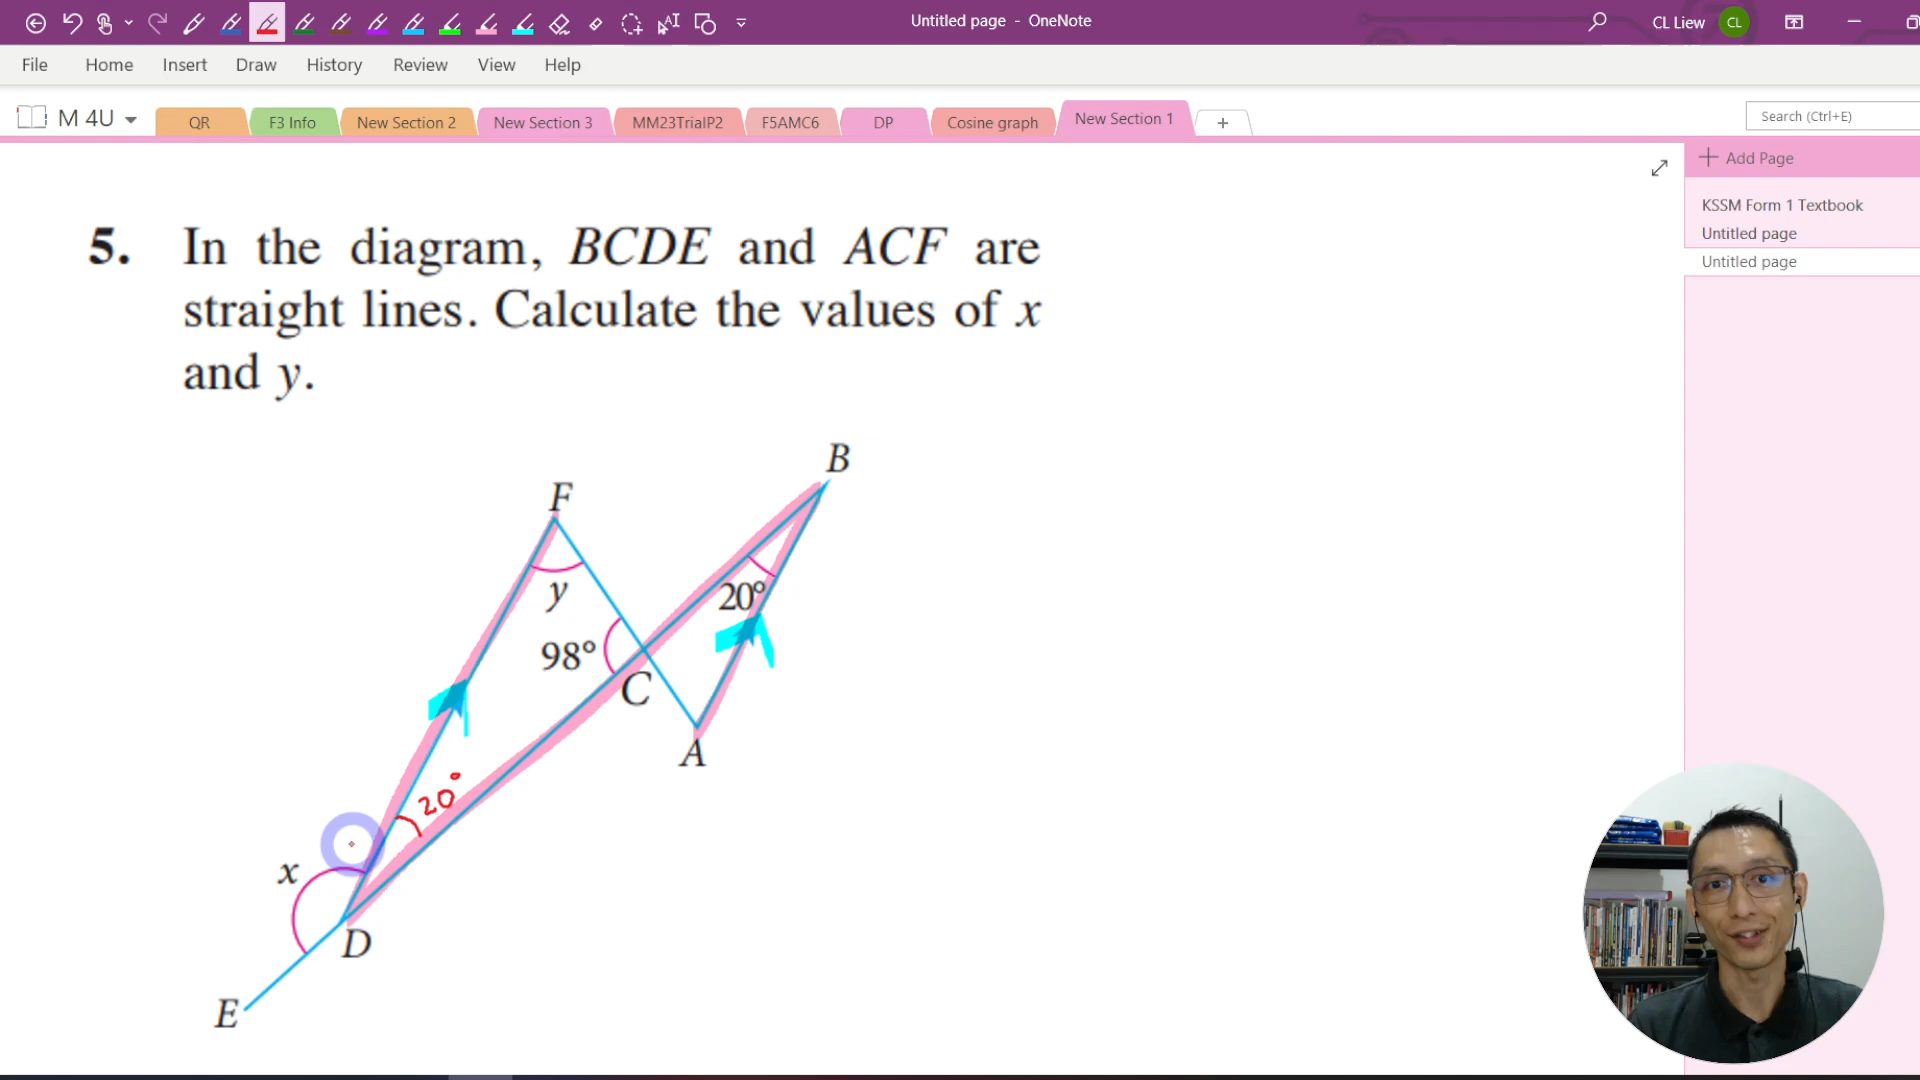 Untitled page - OneNote
CL Liew
CL
File Home Insert Draw History Review View Help
M 4U
QR
F3 Info
New Section 2
New Section 3
MM23TrialP2
F5AMC6
DP
Cosine graph
New Section 1
+
Search (Ctrl+E)
Add Page
KSSM Form 1 Textbook
Untitled page
Untitled page
5. In the diagram, BCDE and ACF are
straight lines. Calculate the values of x
and y.
B
F
y
20°
98°
C
A
20°
x
D
E